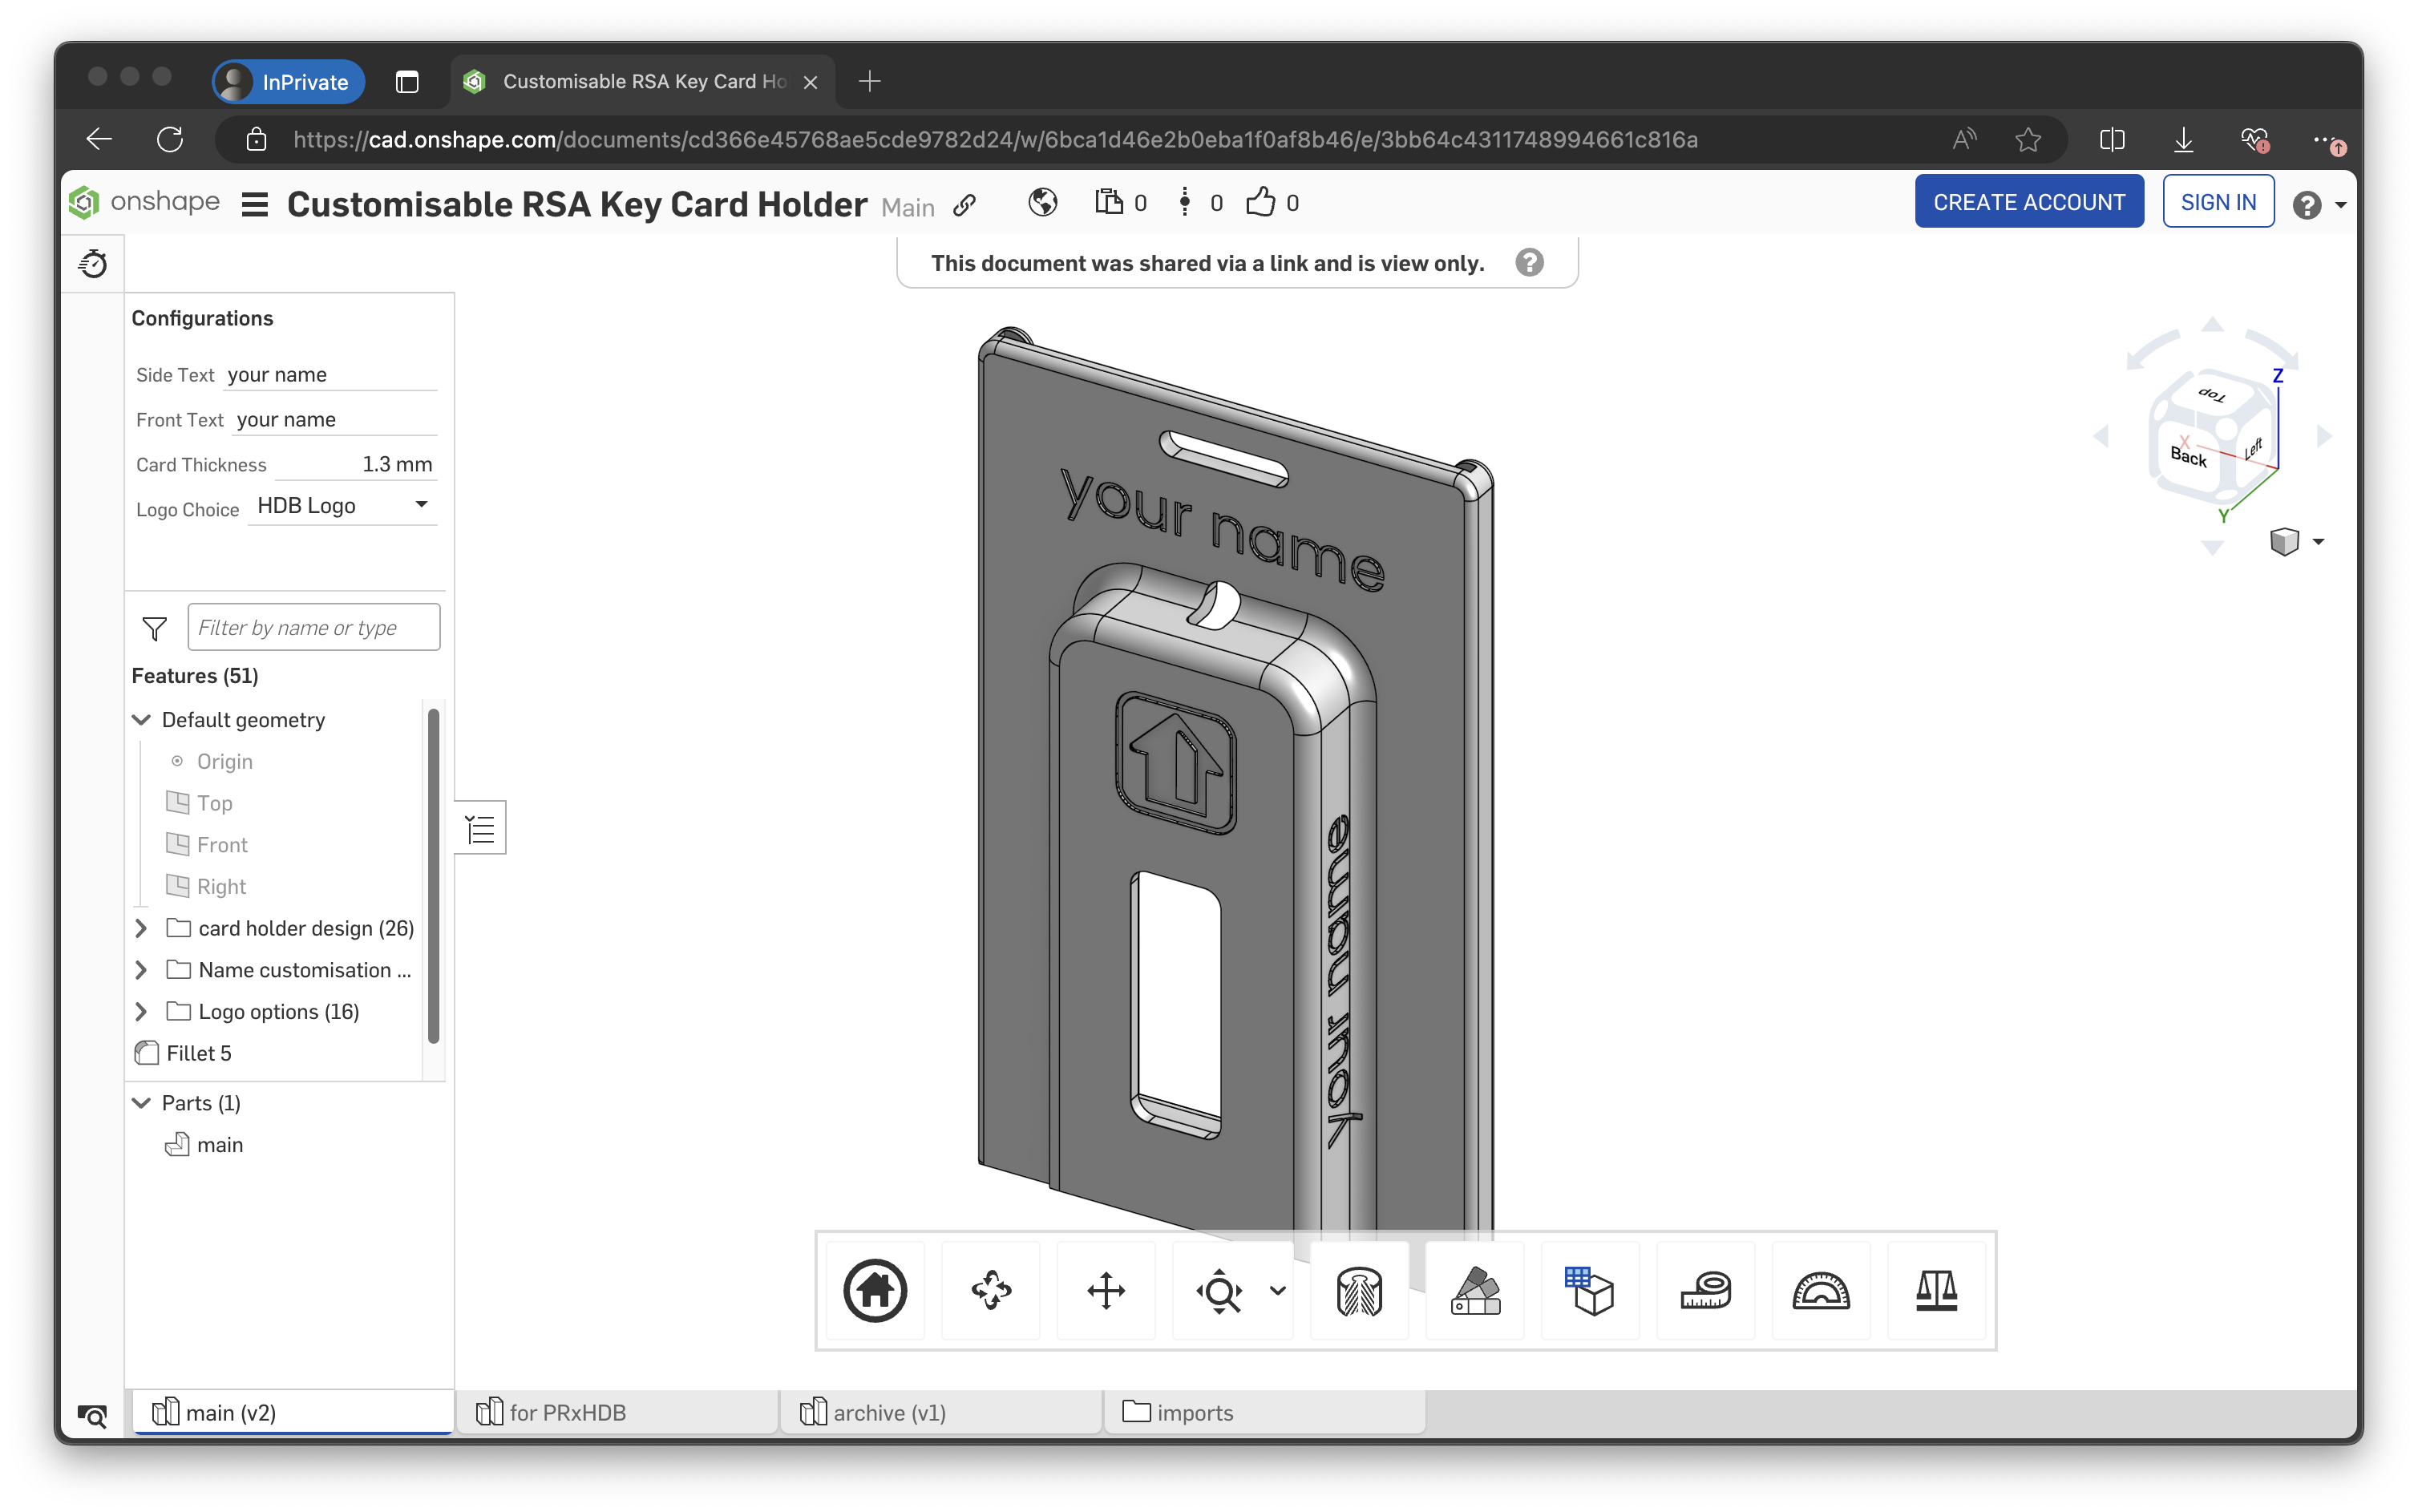 InPrivate
Customisable RSA Key Card Ho
https://cad.onshape.com/documents/cd366e45768ae5cde9782d24/w/6bca1d46e2b0eba1f0af8b46/e/3bb64c4311748994661c816a
onshape
Customisable RSA Key Card Holder Main
0
0
0
CREATE ACCOUNT
SIGN IN
This document was shared via a link and is view only.
Configurations
Side Text your name
Front Text your name
Card Thickness 1.3 mm
Logo Choice HDB Logo
Filter by name or type
Features (51)
Default geometry
Origin
Top
Front
Right
card holder design (26)
Name customisation ...
Logo options (16)
Fillet 5
Parts (1)
main
your name
your name
Top
Back
Left
X
Y
Z
main (v2)
for PRxHDB
archive (v1)
imports